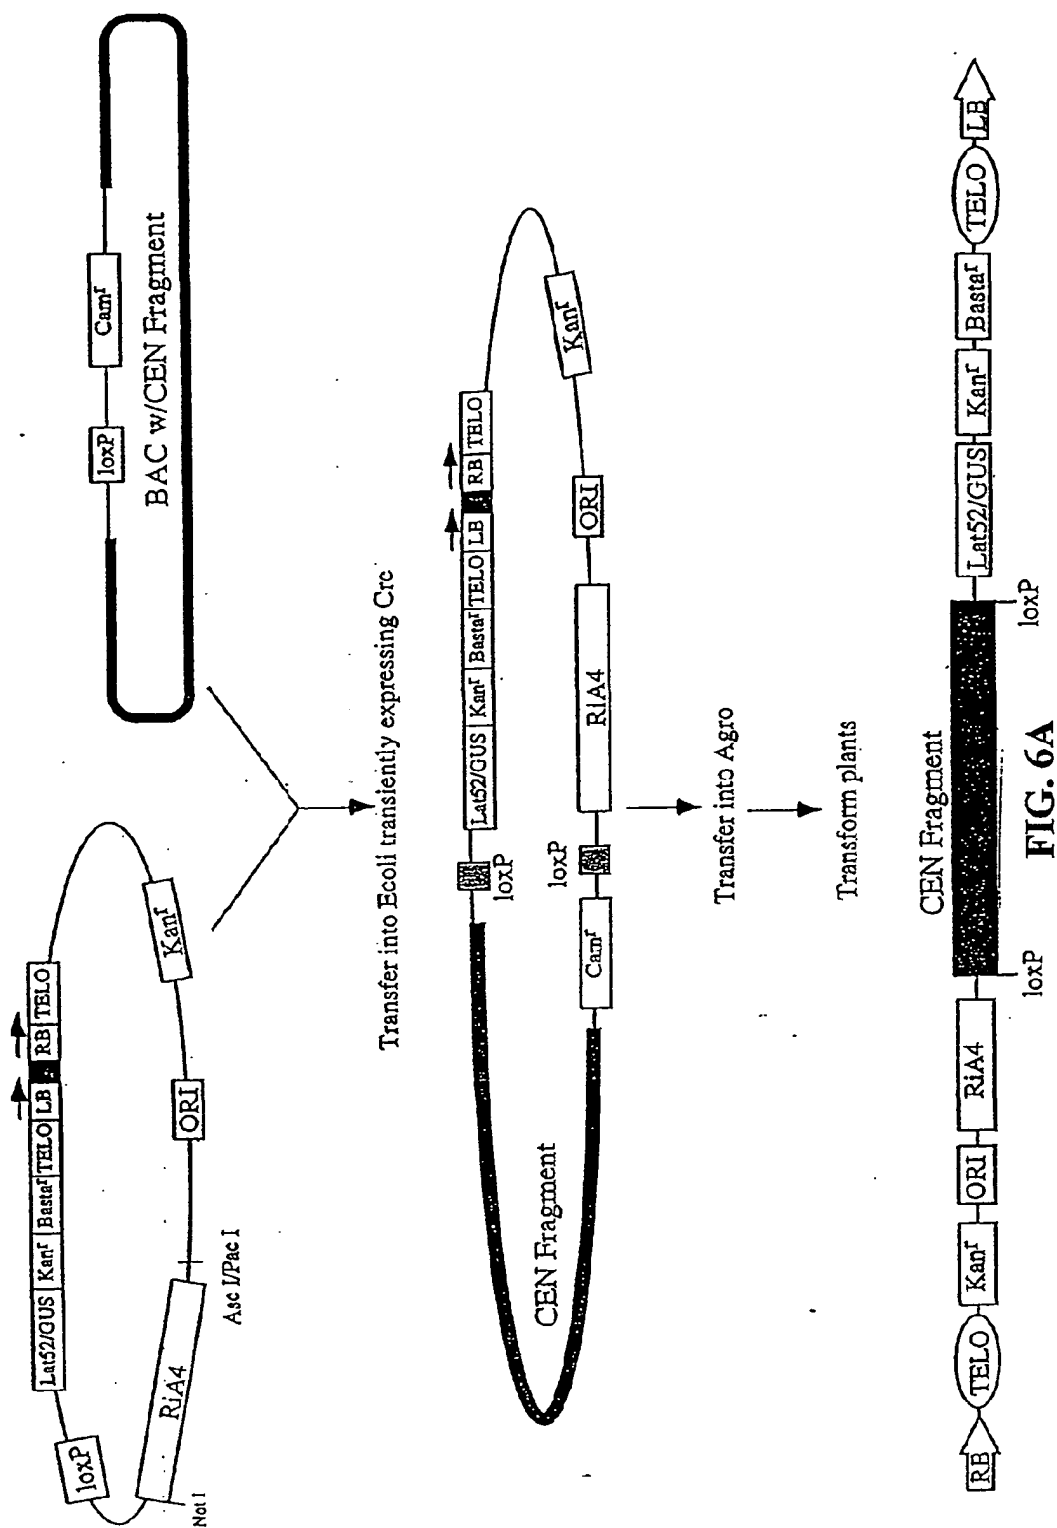 loxP
Lat52/GUS Kanr Bastar TELO LB RB TELO
Kanr
ORI
Asc I/Pac I
RiA4
Not I
loxP
Camr
BAC w/CEN Fragment
Transfer into Ecoli transiently expressing Crc
loxP
Lat52/GUS Kanr Bastar TELO LB RB TELO
Kanr
ORI
RiA4
loxP
Camr
CEN Fragment
Transfer into Agro
Transform plants
CEN Fragment
RB TELO Kanr ORI RiA4 Lat52/GUS Kanr Bastar TELO LB
loxP loxP
FIG. 6A